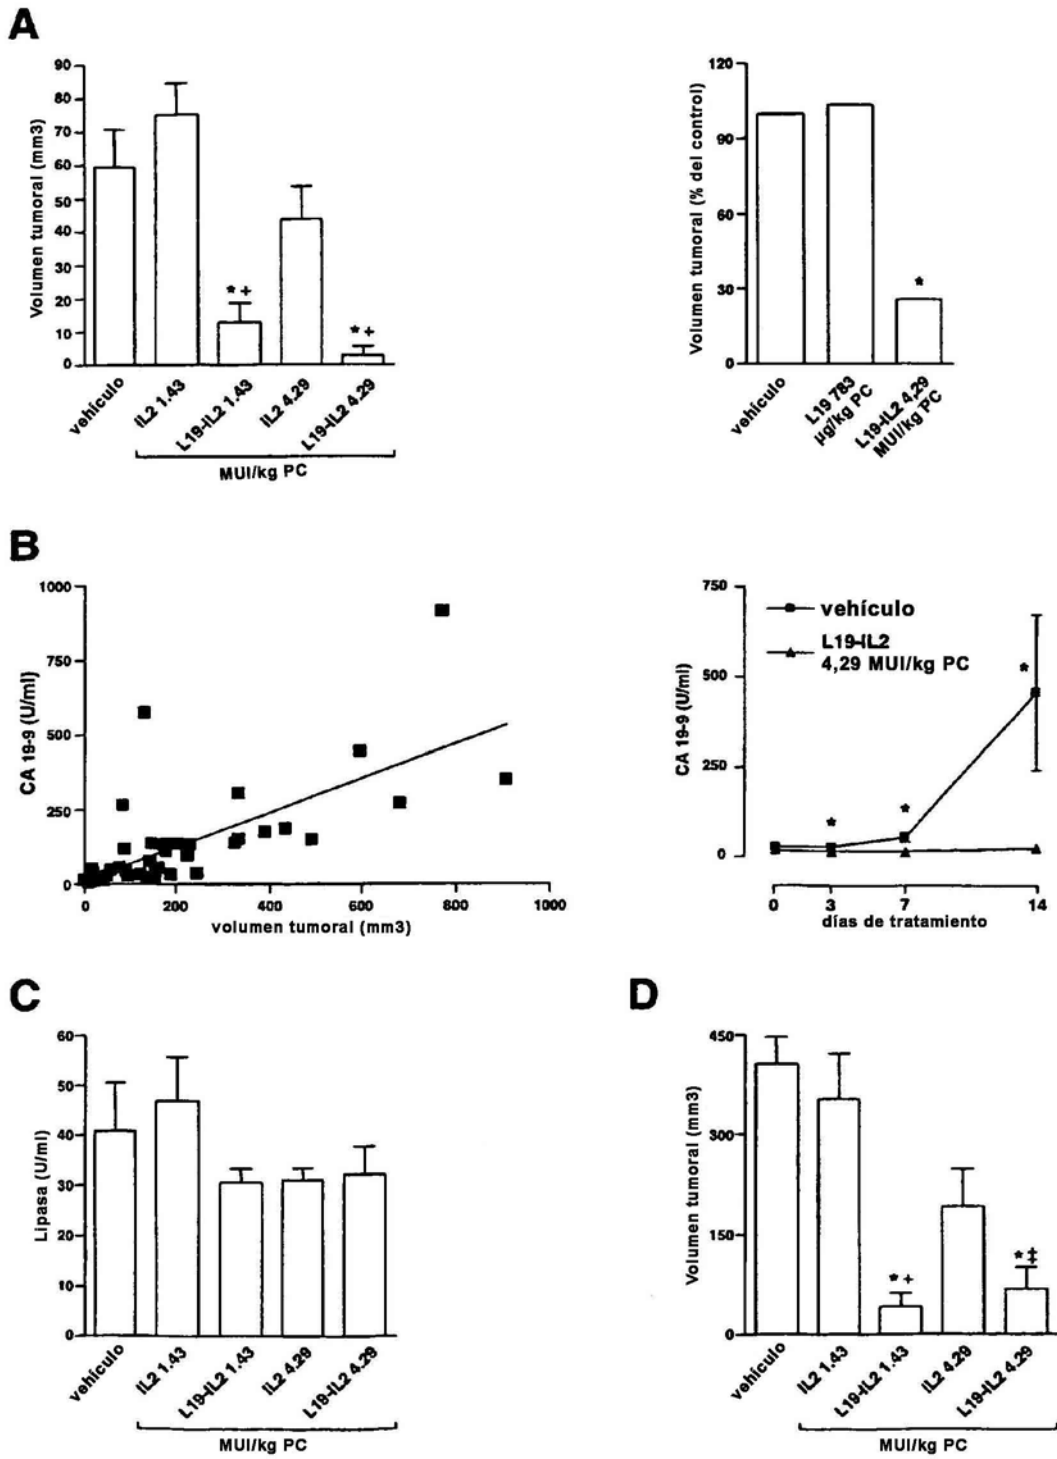 A
Volumen tumoral (mm3)
90
80
70
60
50
40
30
20
10
0
* +
* +
vehículo
IL2 1.43
L19-IL2 1.43
IL2 4.29
L19-IL2 4.29
MUI/kg PC
Volumen tumoral (% del control)
120
90
60
30
0
*
vehículo
L19 783
µg/kg PC
L19-IL2 4,29
MUI/kg PC
B
CA 19-9 (U/ml)
1000
750
500
250
0
0
200
400
600
800
1000
volumen tumoral (mm3)
CA 19-9 (U/ml)
750
500
250
0
vehículo
L19-IL2
4,29 MUI/kg PC
*
*
*
0
3
7
14
días de tratamiento
C
Lipasa (U/ml)
60
50
40
30
20
10
0
vehículo
IL2 1.43
L19-IL2 1.43
IL2 4.29
L19-IL2 4.29
MUI/kg PC
D
Volumen tumoral (mm3)
450
300
150
0
* +
* ‡
vehículo
IL2 1.43
L19-IL2 1.43
IL2 4.29
L19-IL2 4.29
MUI/kg PC